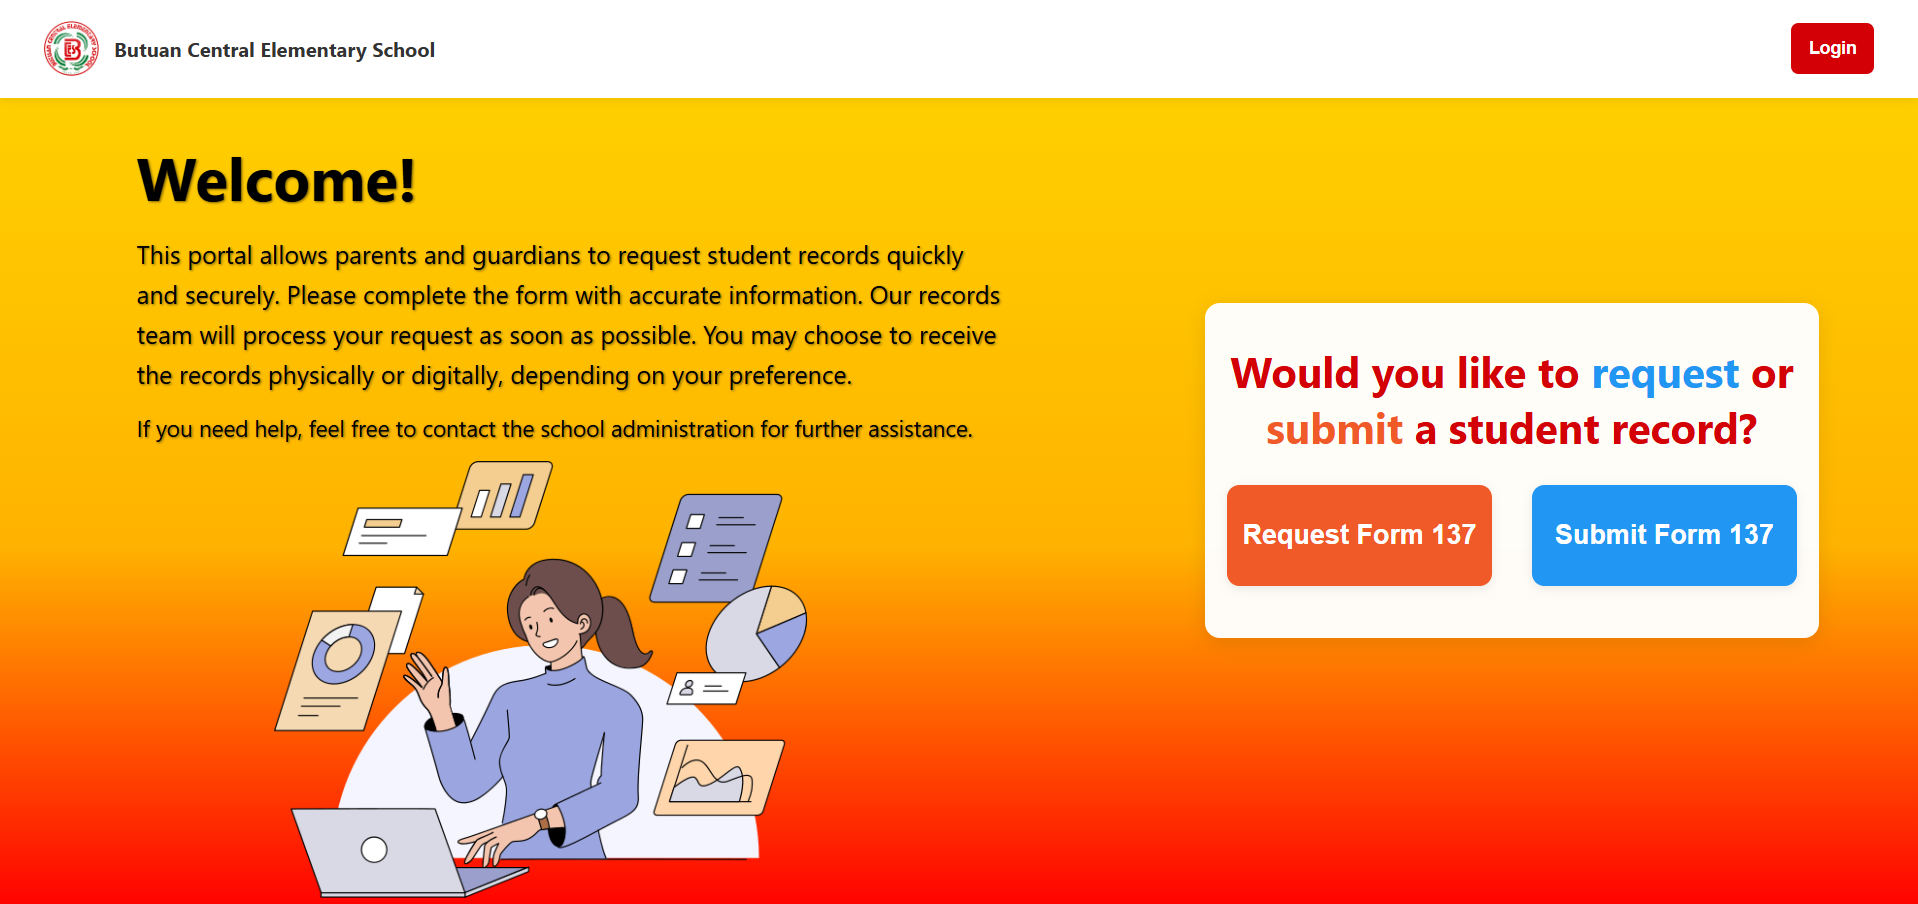 BUTUAN CENTRAL ELEMENTARY SCHOOL
Butuan Central Elementary School
Login
Welcome!
This portal allows parents and guardians to request student records quickly
and securely. Please complete the form with accurate information. Our records
team will process your request as soon as possible. You may choose to receive
the records physically or digitally, depending on your preference.
If you need help, feel free to contact the school administration for further assistance.
Would you like to request or
submit a student record?
Request Form 137
Submit Form 137